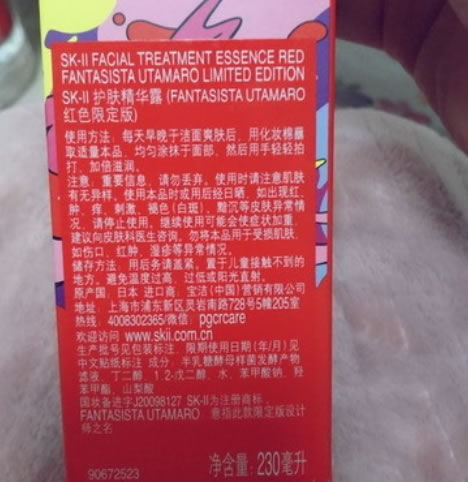 SK-II FACIAL TREATMENT ESSENCE RED
FANTASISTA UTAMARO LIMITED EDITION
SK-II 护肤精华露 (FANTASISTA UTAMARO
红色限定版)
使用方法：每天早晚于洁面爽肤后，用化妆棉蘸
取适量本品，均匀涂抹于面部，然后用手轻轻拍
打，加倍滋润。
注意：重要信息，请勿丢弃。使用时请注意肌肤
有无异样。使用本品时或用后经日晒，如出现红、
肿、痒、刺激、褪色(白斑)、黯沉等皮肤异常情
况，请停止使用。继续使用可能会使症状加重，
建议向皮肤科医生咨询。勿将本品用于受损肌肤，
如伤口、红肿、湿疹等异常情况。
储存方法：用后务请盖紧，置于儿童接触不到的
地方。避免温度过高、过低或阳光直射。
原产国：日本 进口商：宝洁(中国)营销有限公司
地址：上海市浦东新区灵岩南路728号5幢205室
热线：4008302365/微信：pgcrcare
欢迎访问 www.skii.com.cn
生产批号见包装标注，限期使用日期(年/月)见
中文贴纸标注 成分：半乳糖酵母样菌发酵产物
滤液、丁二醇、1,2-戊二醇、水、苯甲酸钠、羟
苯甲酯、山梨酸
国妆备进字J20098127 SK-II为注册商标，
FANTASISTA UTAMARO 意指此款限定版设计
师之名
90672523
净含量：230毫升